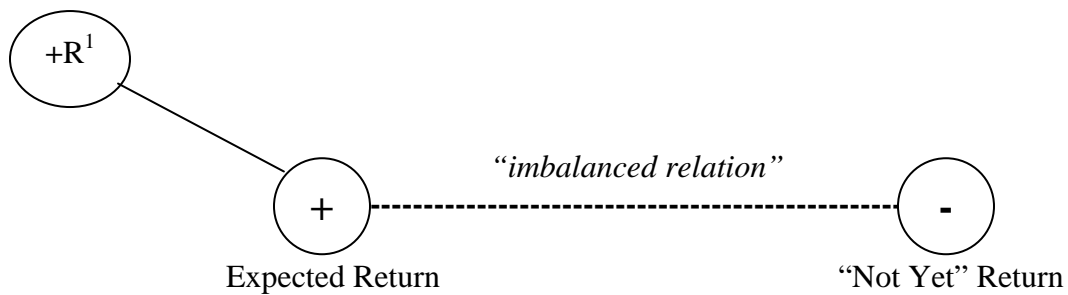 +R¹
“imbalanced relation”
+
-
Expected Return
“Not Yet” Return